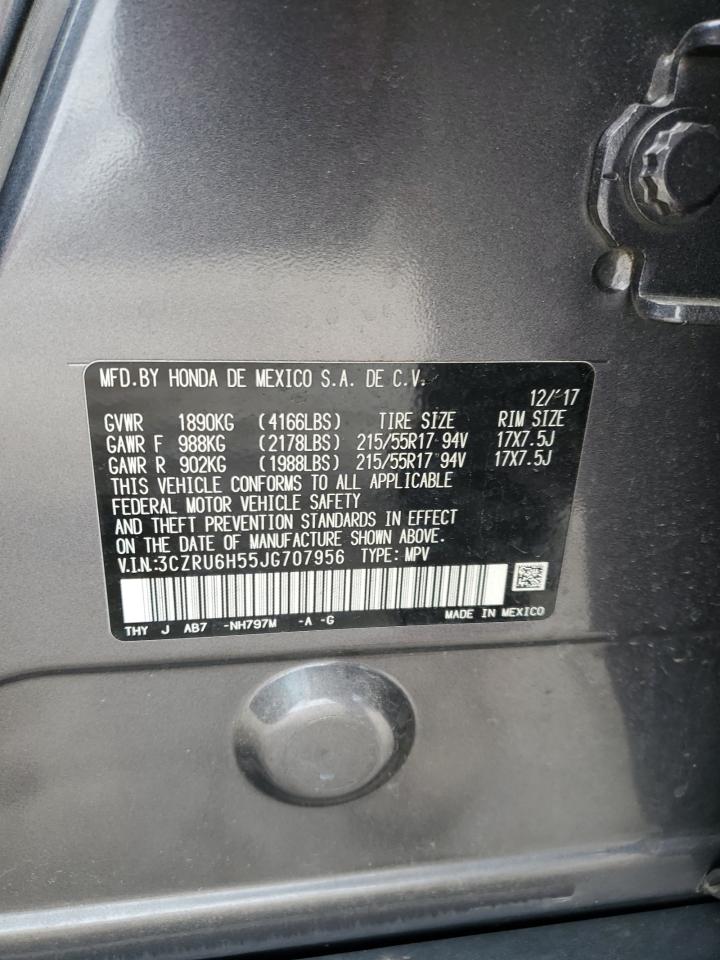 MFD.BY HONDA DE MEXICO S.A. DE C.V.
12/'17
GVWR 1890KG (4166LBS) TIRE SIZE RIM SIZE
GAWR F 988KG (2178LBS) 215/55R17 94V 17X7.5J
GAWR R 902KG (1988LBS) 215/55R17 94V 17X7.5J
THIS VEHICLE CONFORMS TO ALL APPLICABLE
FEDERAL MOTOR VEHICLE SAFETY
AND THEFT PREVENTION STANDARDS IN EFFECT
ON THE DATE OF MANUFACTURE SHOWN ABOVE.
V.I.N:3CZRU6H55JG707956 TYPE: MPV
THY J AB7 -NH797M -A -G MADE IN MEXICO